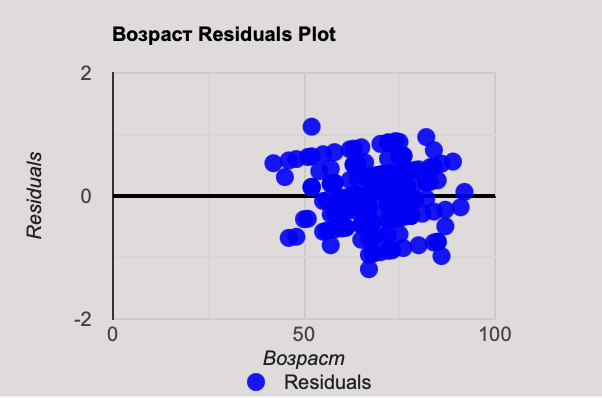 Возраст Residuals Plot
2
Residuals
0
-2
0 50 100
Возраст
Residuals